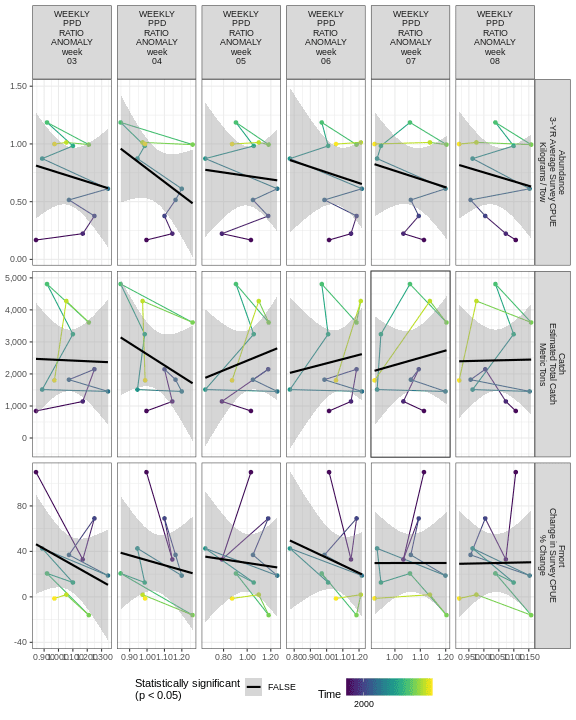 WEEKLY
PPD
RATIO
ANOMALY
week
03
WEEKLY
PPD
RATIO
ANOMALY
week
04
WEEKLY
PPD
RATIO
ANOMALY
week
05
WEEKLY
PPD
RATIO
ANOMALY
week
06
WEEKLY
PPD
RATIO
ANOMALY
week
07
WEEKLY
PPD
RATIO
ANOMALY
week
08
1.50
1.00
0.50
0.00
Abundance
3-YR Average Survey CPUE
Kilograms / Tow
5,000
4,000
3,000
2,000
1,000
0
Catch
Estimated Total Catch
Metric Tons
80
40
0
-40
Fmort
Change in Survey CPUE
% Change
0.90 1.00 1.10 1.20 1.30
0.90 1.00 1.10 1.20
0.80 1.00 1.20
0.80 0.90 1.00 1.10 1.20
1.00 1.20
0.95 1.00 1.05 1.10 1.15
Statistically significant
(p < 0.05)
FALSE
Time
2000